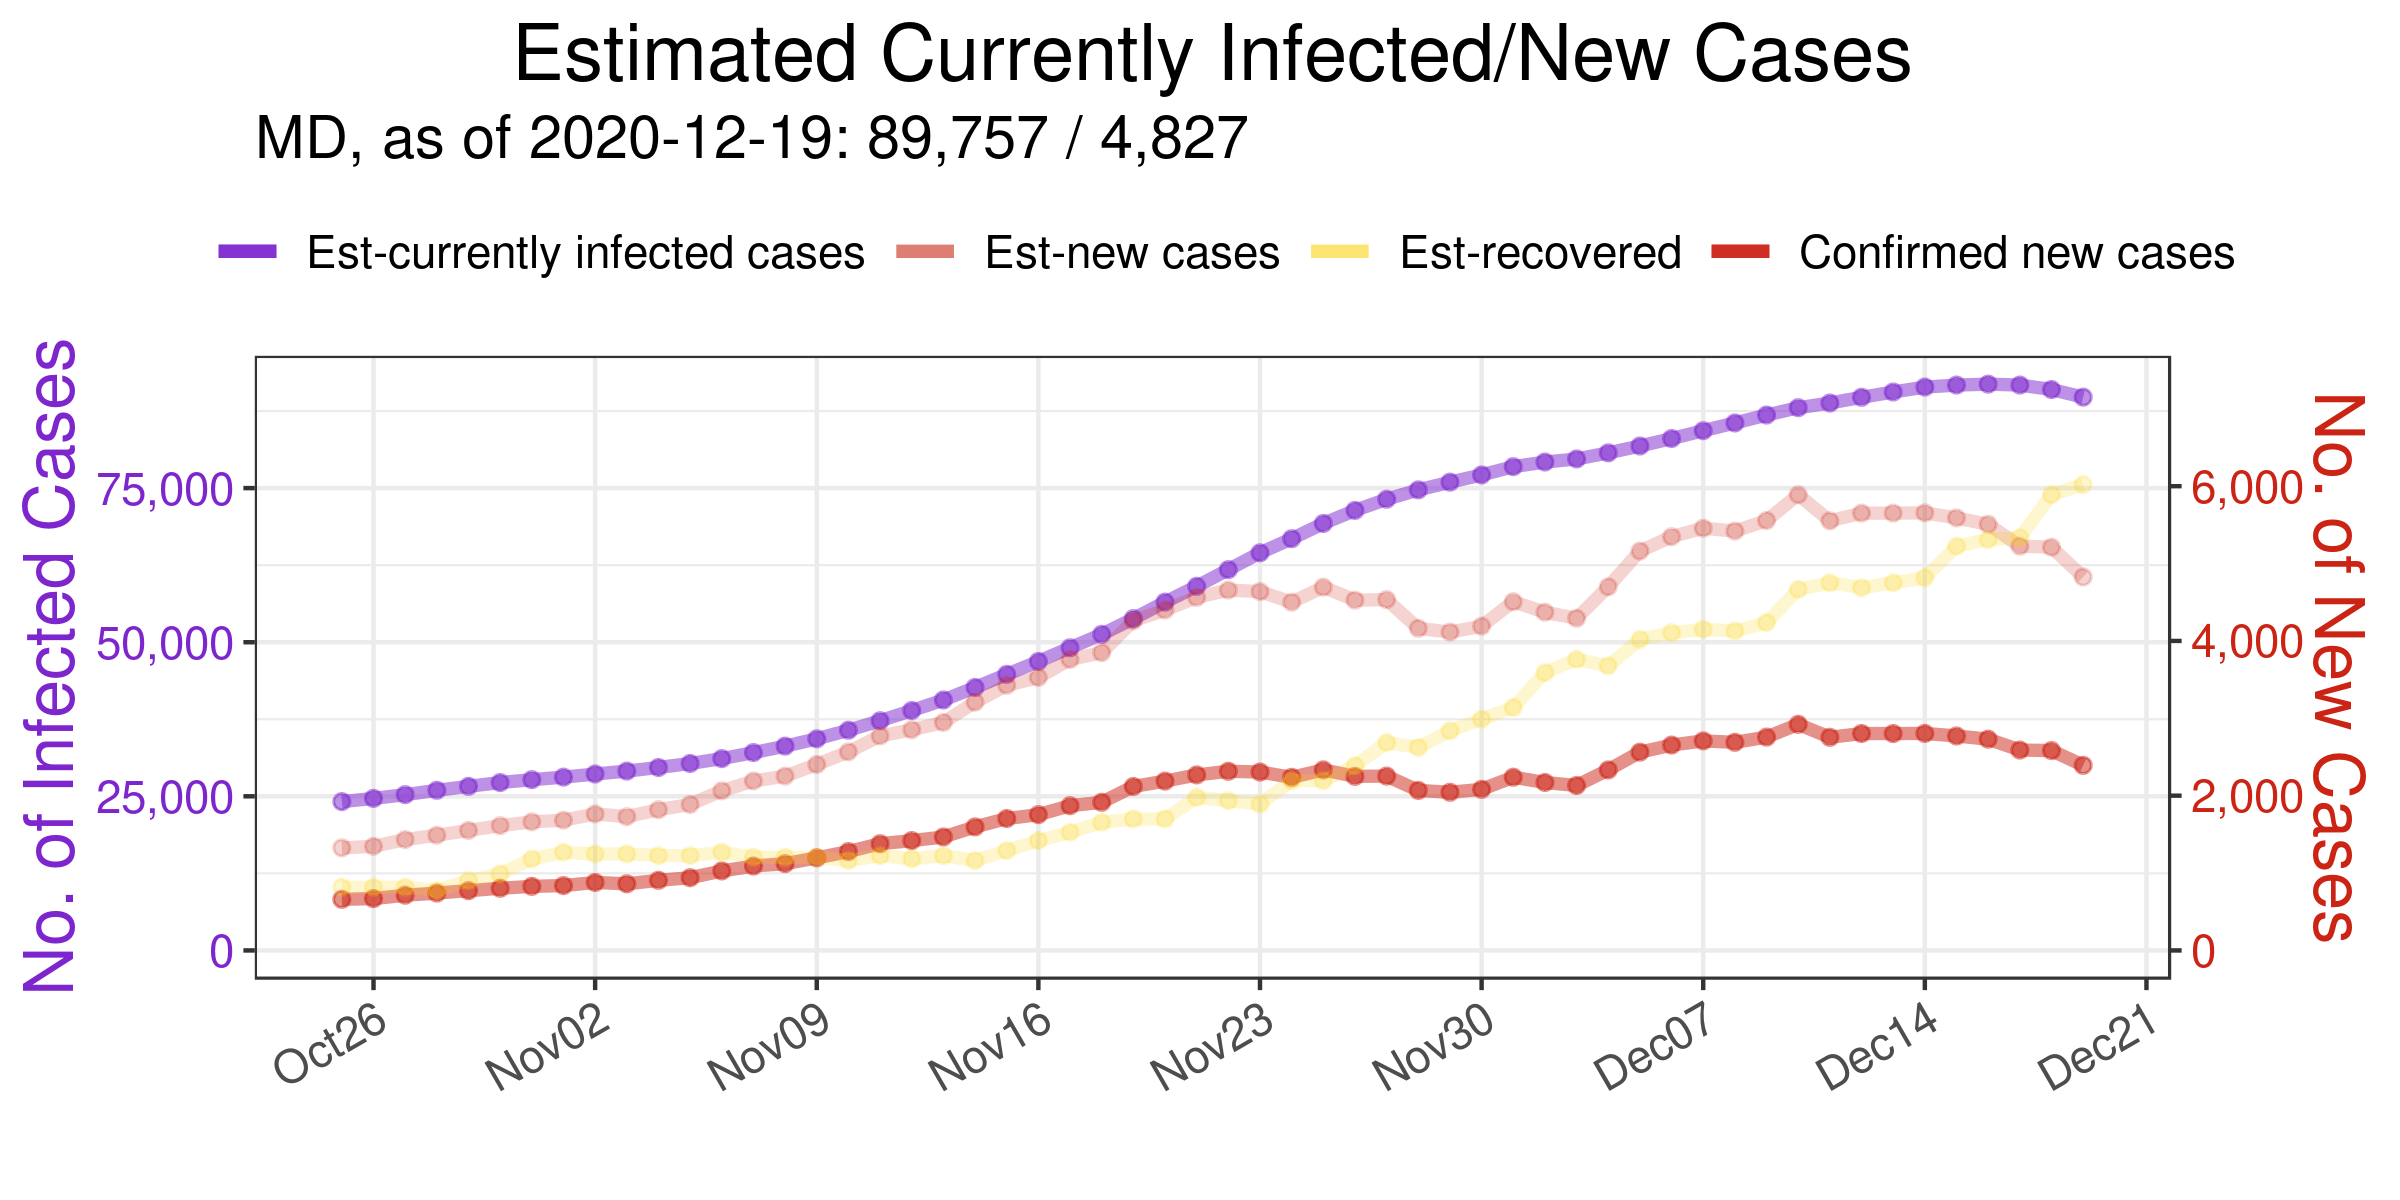 Estimated Currently Infected/New Cases
MD, as of 2020-12-19: 89,757 / 4,827
Est-currently infected cases Est-new cases Est-recovered Confirmed new cases
No. of Infected Cases
75,000
50,000
25,000
0
6,000
4,000
2,000
0
No. of New Cases
Oct26 Nov02 Nov09 Nov16 Nov23 Nov30 Dec07 Dec14 Dec21